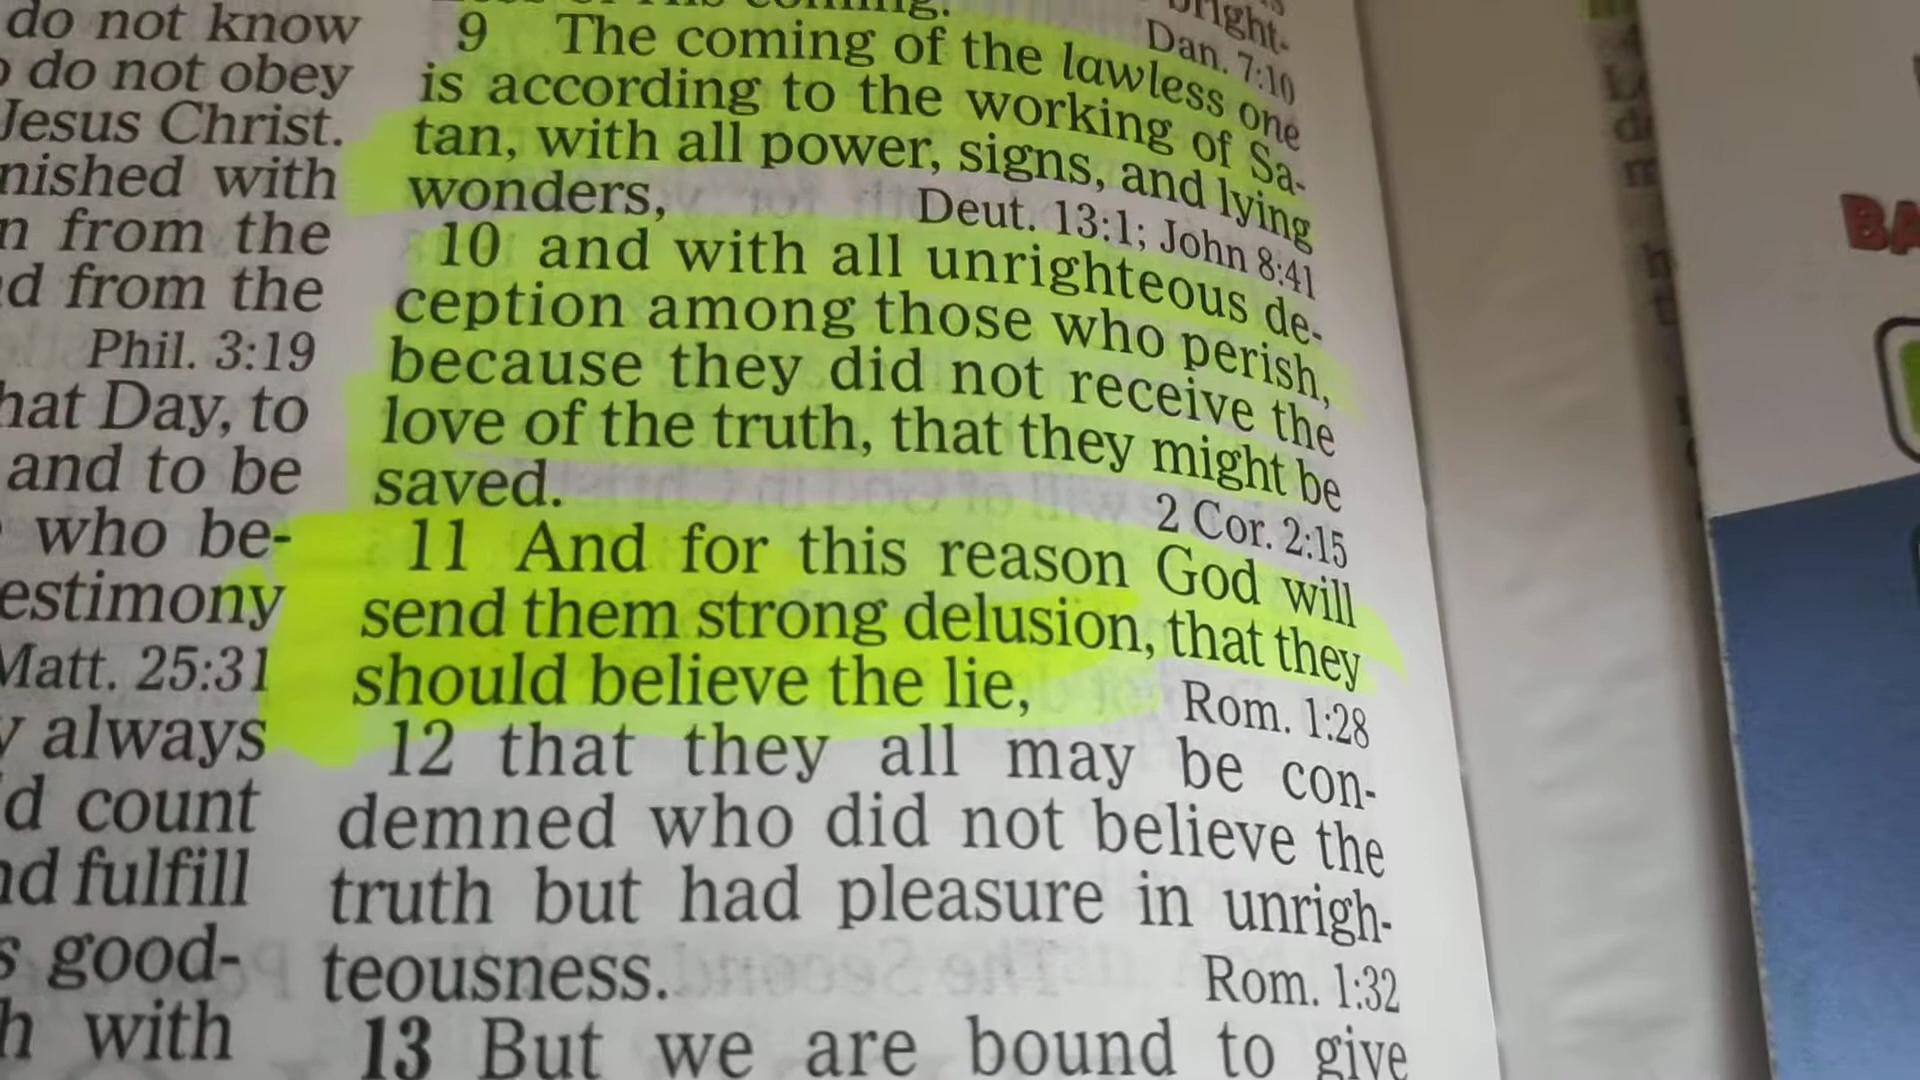 do not know
do not obey
Jesus Christ.
nished with
from the
from the
Phil. 3:19
hat Day, to
and to be
who be-
estimony
Matt. 25:31
always
count
fulfill
good-
with
coming.
Dan. 7:10
9 The coming of the lawless one
is according to the working of Sa-
tan, with all power, signs, and lying
wonders, Deut. 13:1; John 8:41
10 and with all unrighteous de-
ception among those who perish,
because they did not receive the
love of the truth, that they might be
saved. 2 Cor. 2:15
11 And for this reason God will
send them strong delusion, that they
should believe the lie, Rom. 1:28
12 that they all may be con-
demned who did not believe the
truth but had pleasure in unrigh-
teousness. Rom. 1:32
13 But we are bound to give
BA